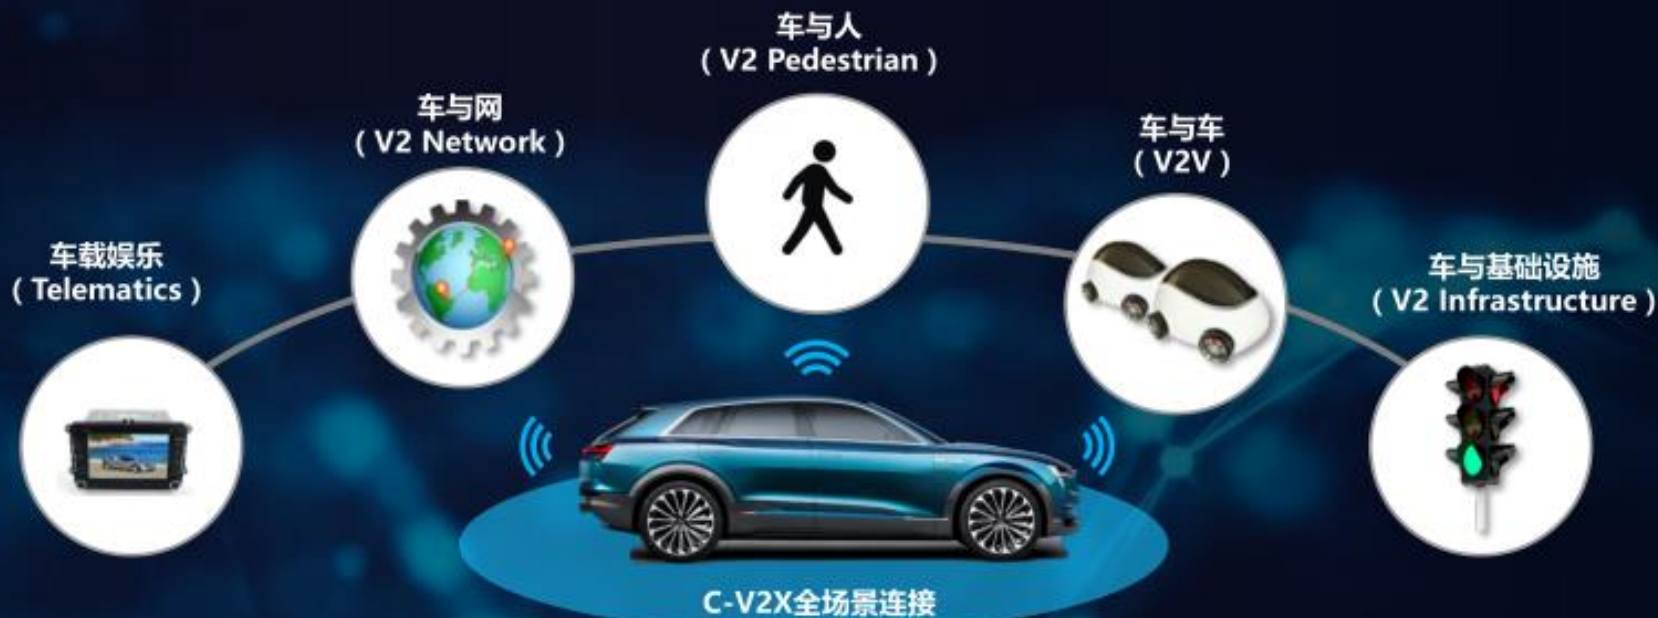 车与人
（V2 Pedestrian）
车与网
（V2 Network）
车与车
（V2V）
车载娱乐
（Telematics）
车与基础设施
（V2 Infrastructure）
C-V2X全场景连接